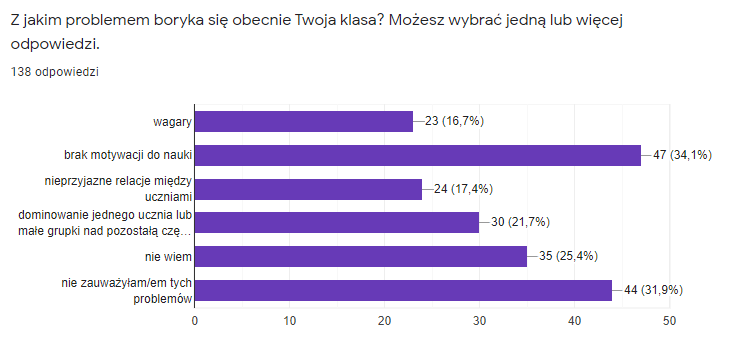 Z jakim problemem boryka się obecnie Twoja klasa? Możesz wybrać jedną lub więcej
odpowiedzi.
138 odpowiedzi
wagary
23 (16,7%)
brak motywacji do nauki
47 (34,1%)
nieprzyjazne relacje między
uczniami
24 (17,4%)
dominowanie jednego ucznia lub
małe grupki nad pozostałą czę…
30 (21,7%)
nie wiem
35 (25,4%)
nie zauważyłam/em tych
problemów
44 (31,9%)
0 10 20 30 40 50